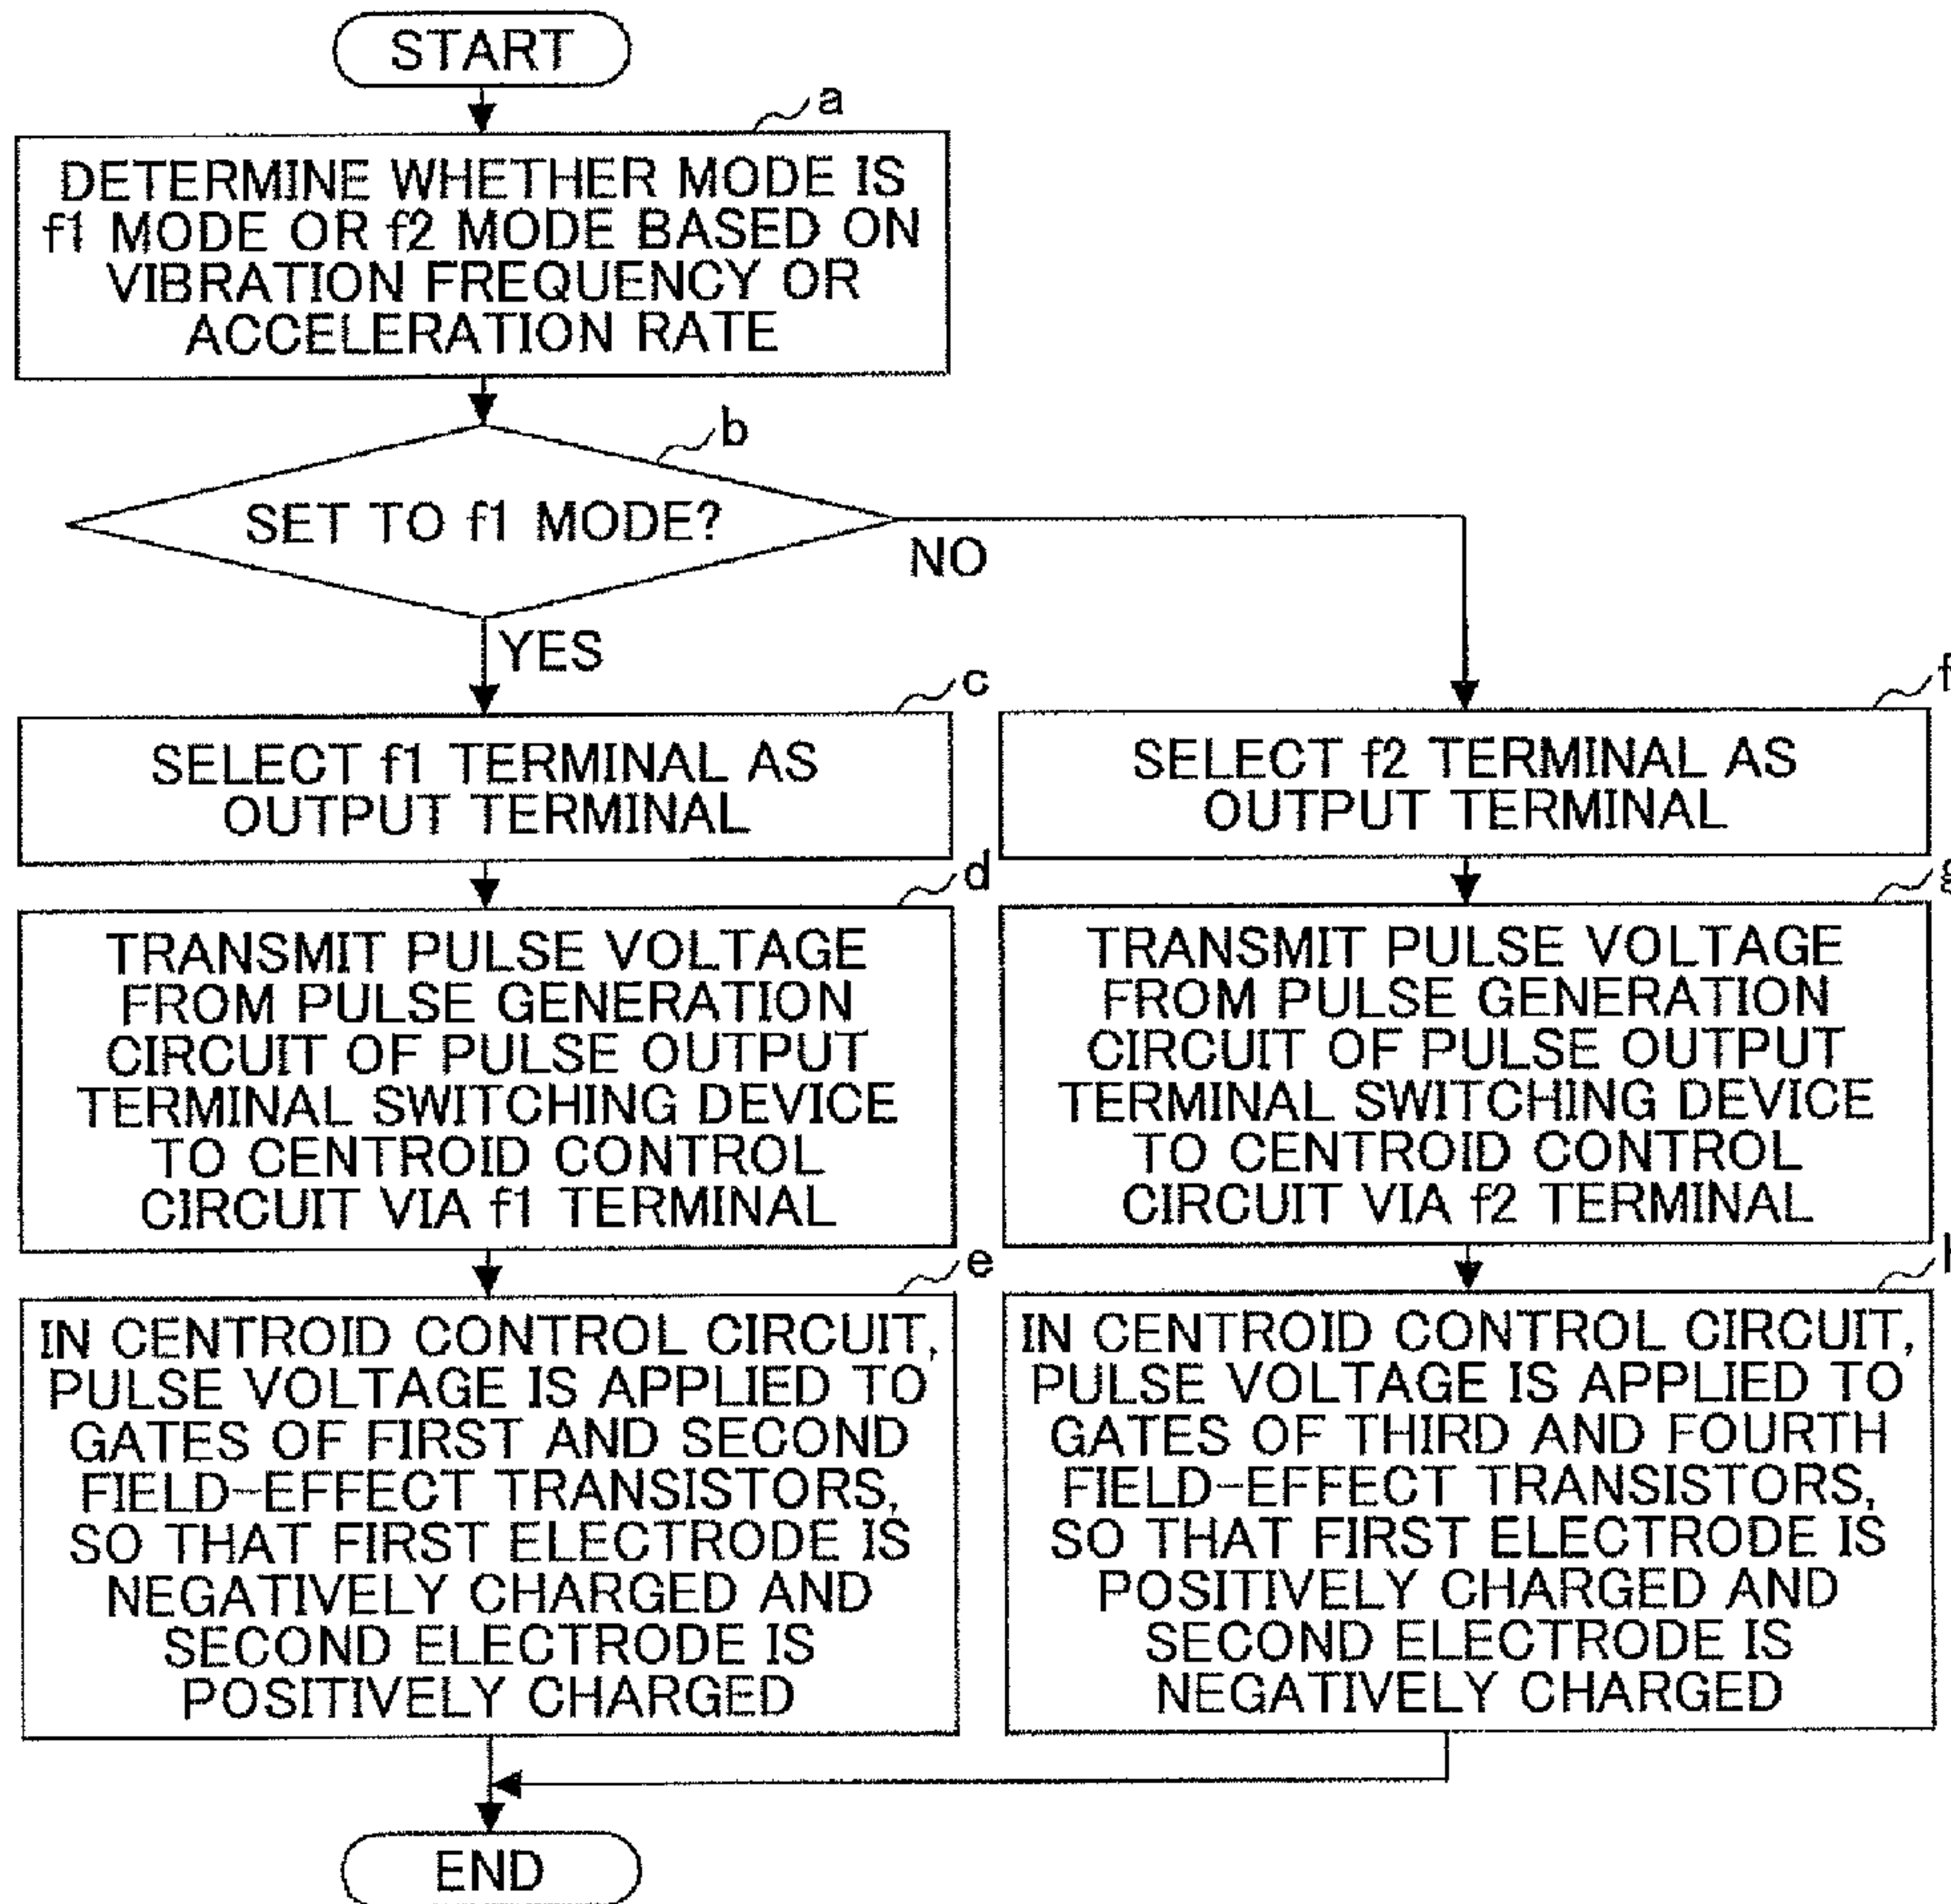 START
a
DETERMINE WHETHER MODE IS
f1 MODE OR f2 MODE BASED ON
VIBRATION FREQUENCY OR
ACCELERATION RATE
b
SET TO f1 MODE?
NO
YES
c
SELECT f1 TERMINAL AS
OUTPUT TERMINAL
d
TRANSMIT PULSE VOLTAGE
FROM PULSE GENERATION
CIRCUIT OF PULSE OUTPUT
TERMINAL SWITCHING DEVICE
TO CENTROID CONTROL
CIRCUIT VIA f1 TERMINAL
e
IN CENTROID CONTROL CIRCUIT,
PULSE VOLTAGE IS APPLIED TO
GATES OF FIRST AND SECOND
FIELD-EFFECT TRANSISTORS,
SO THAT FIRST ELECTRODE IS
NEGATIVELY CHARGED AND
SECOND ELECTRODE IS
POSITIVELY CHARGED
f
SELECT f2 TERMINAL AS
OUTPUT TERMINAL
g
TRANSMIT PULSE VOLTAGE
FROM PULSE GENERATION
CIRCUIT OF PULSE OUTPUT
TERMINAL SWITCHING DEVICE
TO CENTROID CONTROL
CIRCUIT VIA f2 TERMINAL
IN CENTROID CONTROL CIRCUIT,
PULSE VOLTAGE IS APPLIED TO
GATES OF THIRD AND FOURTH
FIELD-EFFECT TRANSISTORS,
SO THAT FIRST ELECTRODE IS
POSITIVELY CHARGED AND
SECOND ELECTRODE IS
NEGATIVELY CHARGED
END